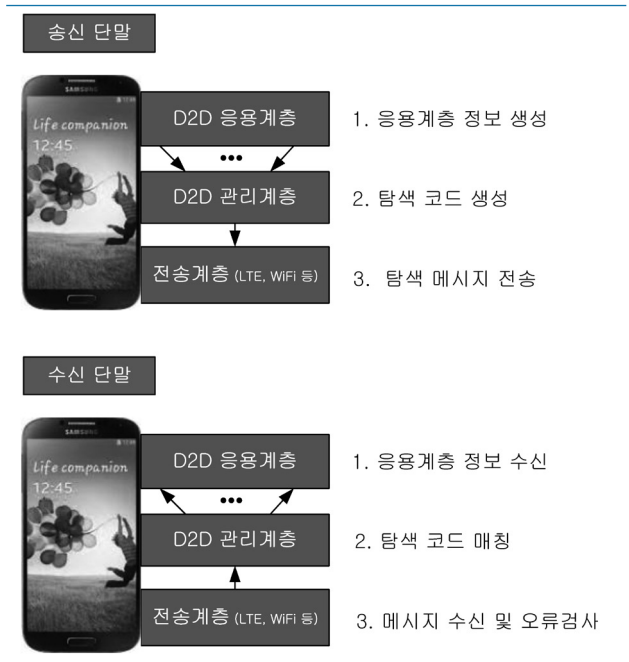 송신 단말
SAMSUNG
Life companion
12:45
D2D 응용계층
1. 응용계층 정보 생성
•••
D2D 관리계층
2. 탐색 코드 생성
전송계층 (LTE, WiFi 등)
3. 탐색 메시지 전송
수신 단말
SAMSUNG
Life companion
12:45
D2D 응용계층
1. 응용계층 정보 수신
•••
D2D 관리계층
2. 탐색 코드 매칭
전송계층 (LTE, WiFi 등)
3. 메시지 수신 및 오류검사